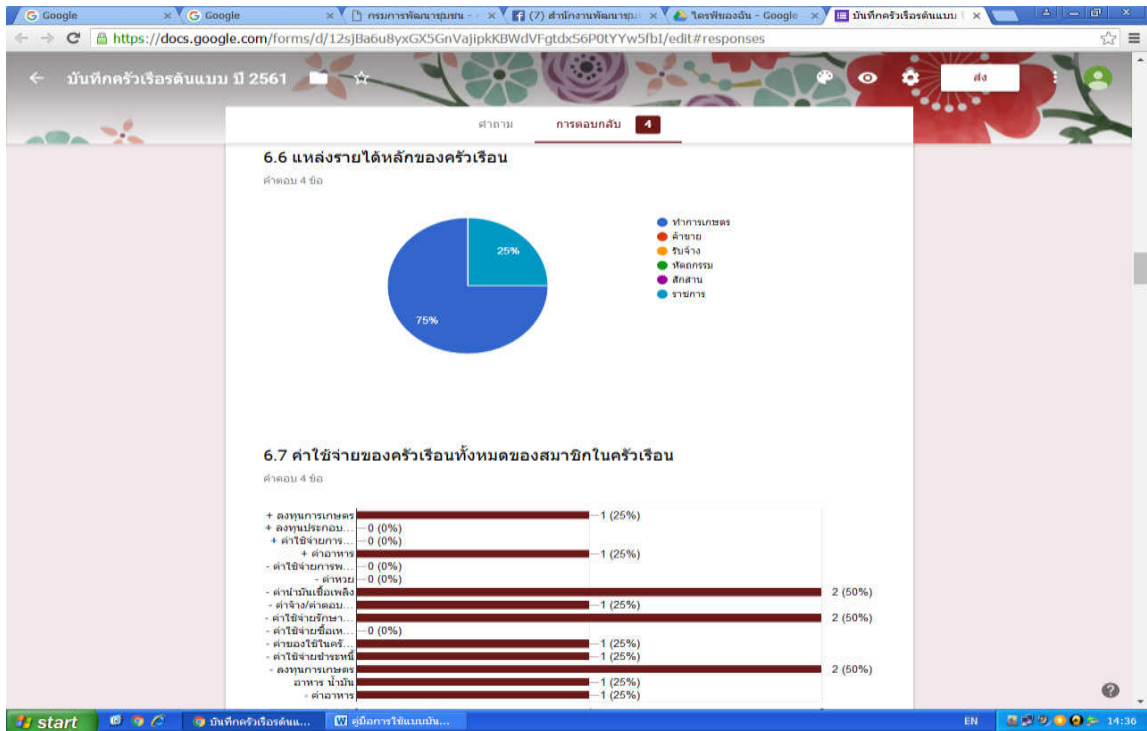 Google
Google
กรมการพัฒนาชุมชน -
(7) สำนักงานพัฒนาชุม
ไดรฟ์ของฉัน - Google
บันทึกครัวเรือนต้นแบบ
https://docs.google.com/forms/d/12sJBa6u8yxGX5GnVaJipkKBWdVFgtdxS6P0tYYw5fbI/edit#responses
บันทึกครัวเรือนต้นแบบ ปี 2561
ส่ง
คำถาม
การตอบกลับ 4
6.6 แหล่งรายได้หลักของครัวเรือน
คำตอบ 4 ข้อ
25%
75%
ทำการเกษตร
ค้าขาย
รับจ้าง
หัตถกรรม
สักสาน
ราชการ
6.7 ค่าใช้จ่ายของครัวเรือนทั้งหมดของสมาชิกในครัวเรือน
คำตอบ 4 ข้อ
+ ลงทุนการเกษตร 1 (25%)
+ ลงทุนประกอบ... 0 (0%)
+ ค่าใช้จ่ายการ... 0 (0%)
+ ค่าอาหาร 1 (25%)
- ค่าใช้จ่ายการพ... 0 (0%)
- ค่าหวย 0 (0%)
- ค่าน้ำมันเชื้อเพลิง 2 (50%)
- ค่าจ้าง/ค่าตอบ... 1 (25%)
- ค่าใช้จ่ายรักษา... 2 (50%)
- ค่าใช้จ่ายซื้อเห... 0 (0%)
- ค่าของใช้ในครั... 1 (25%)
- ค่าใช้จ่ายชำระหนี้ 1 (25%)
- ลงทุนการเกษตร 2 (50%)
อาหาร น้ำมัน 1 (25%)
- ค่าอาหาร 1 (25%)
start
บันทึกครัวเรือนต้นแ...
คู่มือการใช้แบบบัน...
EN
14:36